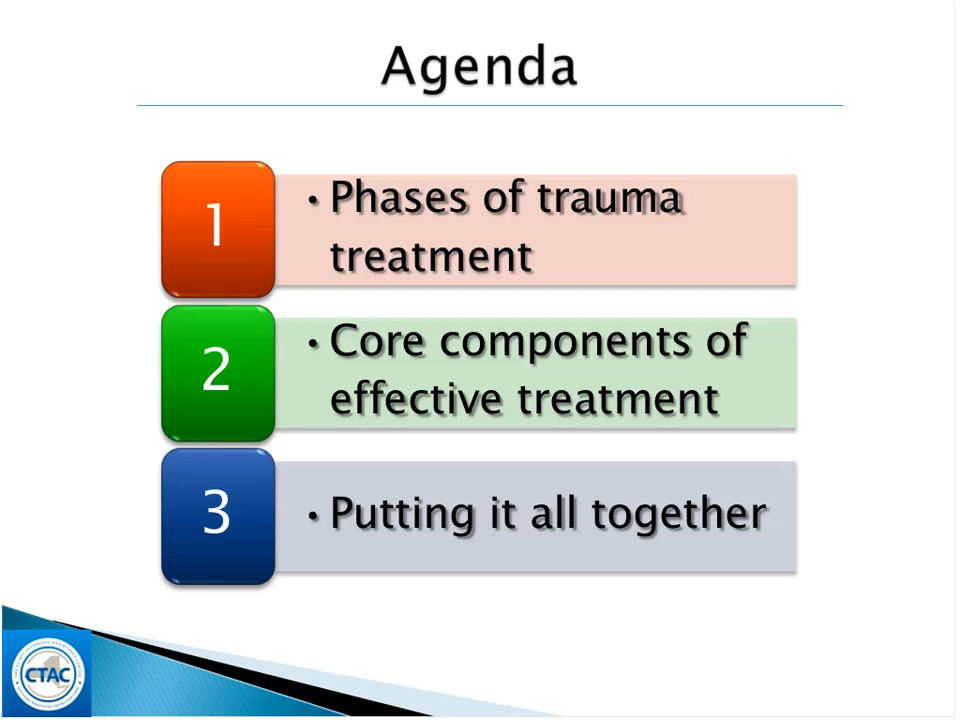 Agenda
1
• Phases of trauma
treatment
2
• Core components of
effective treatment
3
• Putting it all together
CTAC